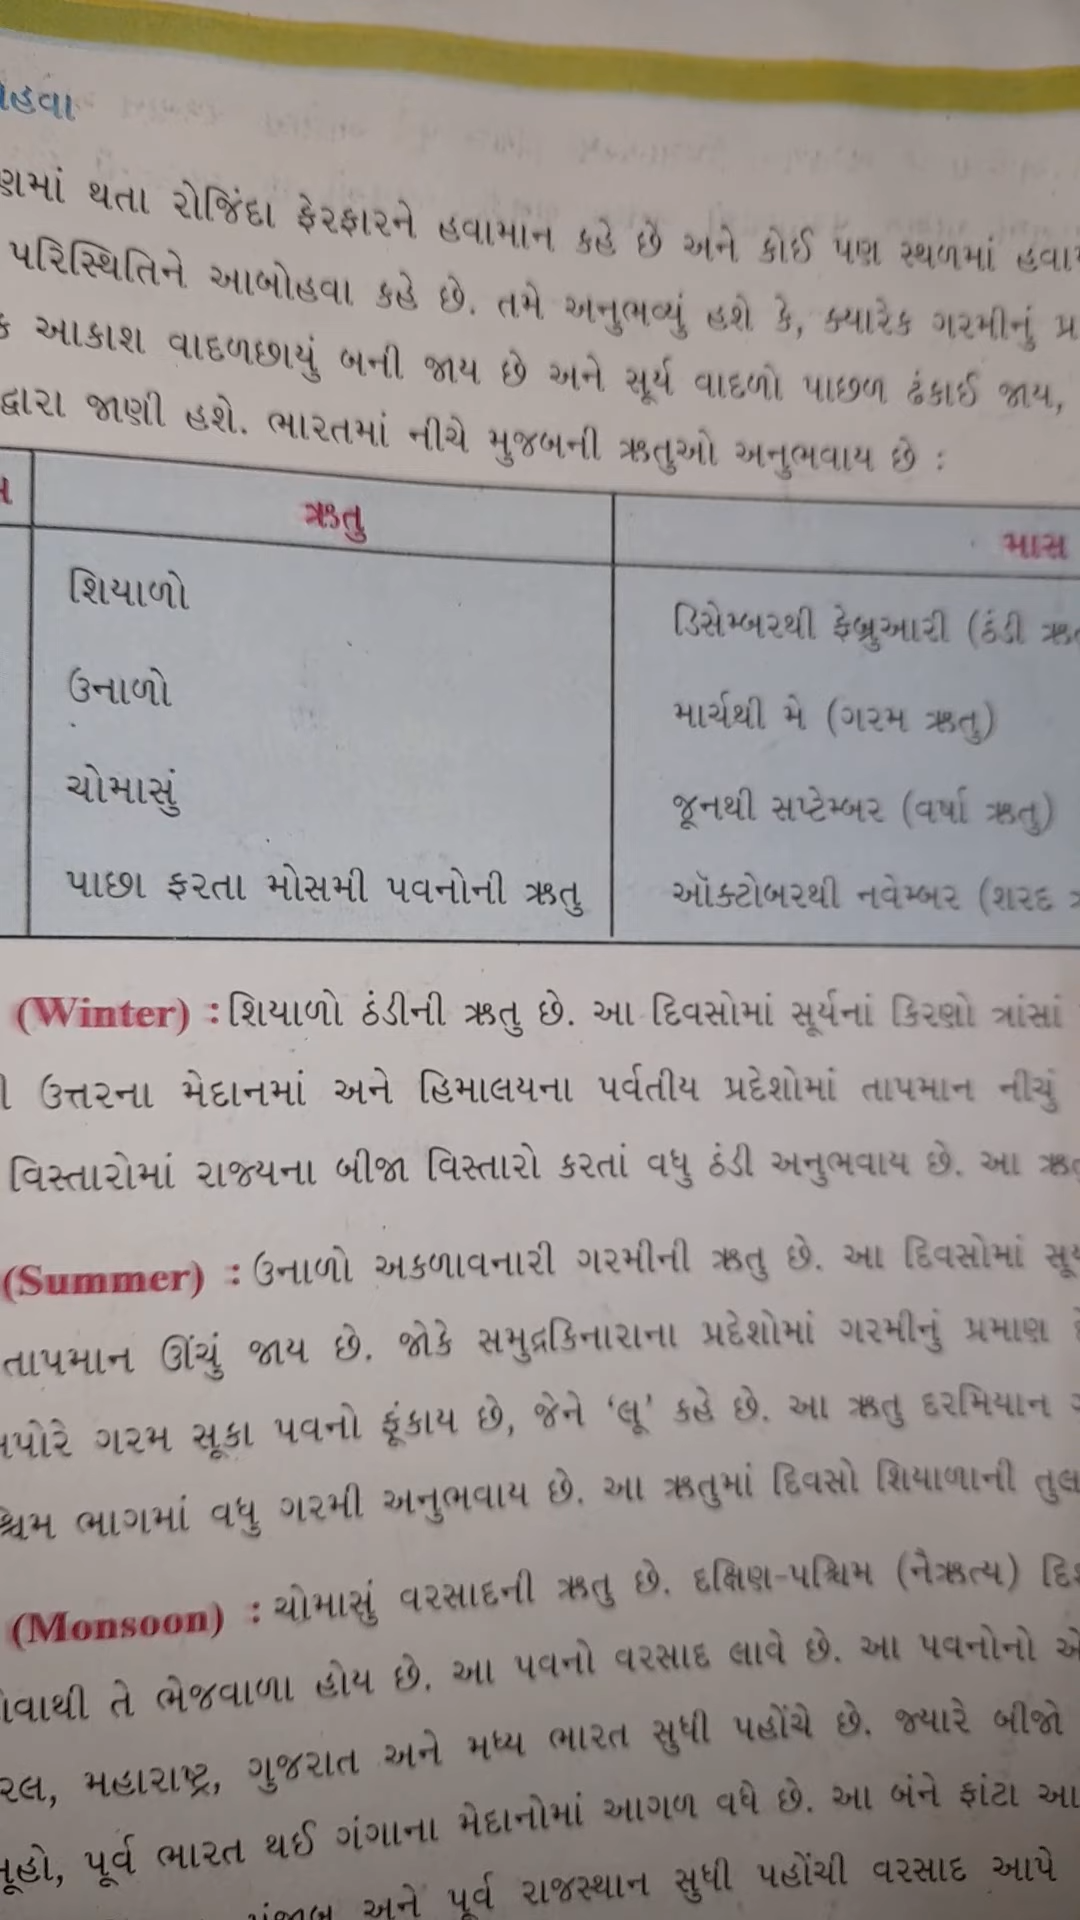 થતા રોજિંદા ફેરફારને હવામાન કહે છે અને કોઈ પણ સ્થળમાં
પરિસ્થિતિને આબોહવા કહે છે. તમે અનુભવ્યું હશે કે, ક્યારેક ગરમીનું
આકાશ વાદળછાયું બની જાય છે અને સૂર્ય વાદળો પાછળ ઢંકાઈ જાય,
દ્વારા જાણી હશે. ભારતમાં નીચે મુજબની ઋતુઓ અનુભવાય છે :
ઋતુ માસ
શિયાળો ડિસેમ્બરથી ફેબ્રુઆરી (ઠંડી
ઉનાળો માર્ચથી મે (ગરમ ઋતુ)
ચોમાસું જૂનથી સપ્ટેમ્બર (વર્ષા ઋતુ)
પાછા ફરતા મોસમી પવનોની ઋતુ ઑક્ટોબરથી નવેમ્બર (શરદ
(Winter) : શિયાળો ઠંડીની ઋતુ છે. આ દિવસોમાં સૂર્યનાં કિરણો ત્રાંસાં
ઉત્તરના મેદાનમાં અને હિમાલયના પર્વતીય પ્રદેશોમાં તાપમાન નીચું
વિસ્તારોમાં રાજ્યના બીજા વિસ્તારો કરતાં વધુ ઠંડી અનુભવાય છે. આ
(Summer) : ઉનાળો અકળાવનારી ગરમીની ઋતુ છે. આ દિવસોમાં
તાપમાન ઊંચું જાય છે. જોકે સમુદ્રકિનારાના પ્રદેશોમાં ગરમીનું પ્રમાણ
ગરમ સૂકા પવનો ફૂંકાય છે, જેને ‘લૂ’ કહે છે. આ ઋતુ દરમિયાન
ભાગમાં વધુ ગરમી અનુભવાય છે. આ ઋતુમાં દિવસો શિયાળાની
(Monsoon) : ચોમાસું વરસાદની ઋતુ છે. દક્ષિણ-પશ્ચિમ (નૈઋત્ય)
તે ભેજવાળા હોય છે. આ પવનો વરસાદ લાવે છે. આ પવનોનો
મહારાષ્ટ્ર, ગુજરાત અને મધ્ય ભારત સુધી પહોંચે છે. જ્યારે બીજો
પૂર્વ ભારત થઈ ગંગાના મેદાનોમાં આગળ વધે છે. આ બંને ફાંટા
અને પૂર્વ રાજસ્થાન સુધી પહોંચી વરસાદ આપે